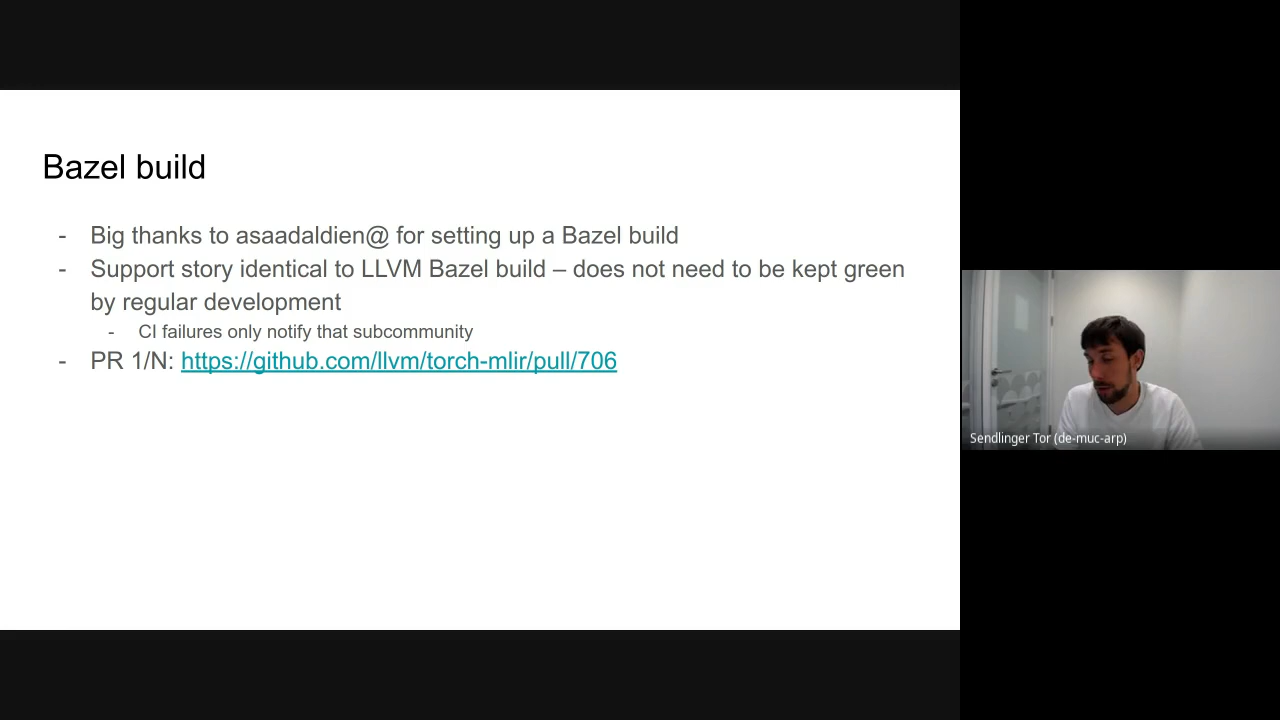 Bazel build
- Big thanks to asaadaldien@ for setting up a Bazel build
- Support story identical to LLVM Bazel build – does not need to be kept green
by regular development
- CI failures only notify that subcommunity
- PR 1/N: https://github.com/llvm/torch-mlir/pull/706
Sendlinger Tor (de-muc-arp)